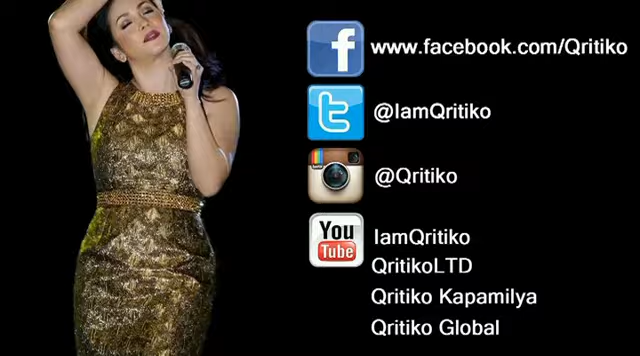 www.facebook.com/Qritiko
@IamQritiko
@Qritiko
You
Tube
IamQritiko
QritikoLTD
Qritiko Kapamilya
Qritiko Global